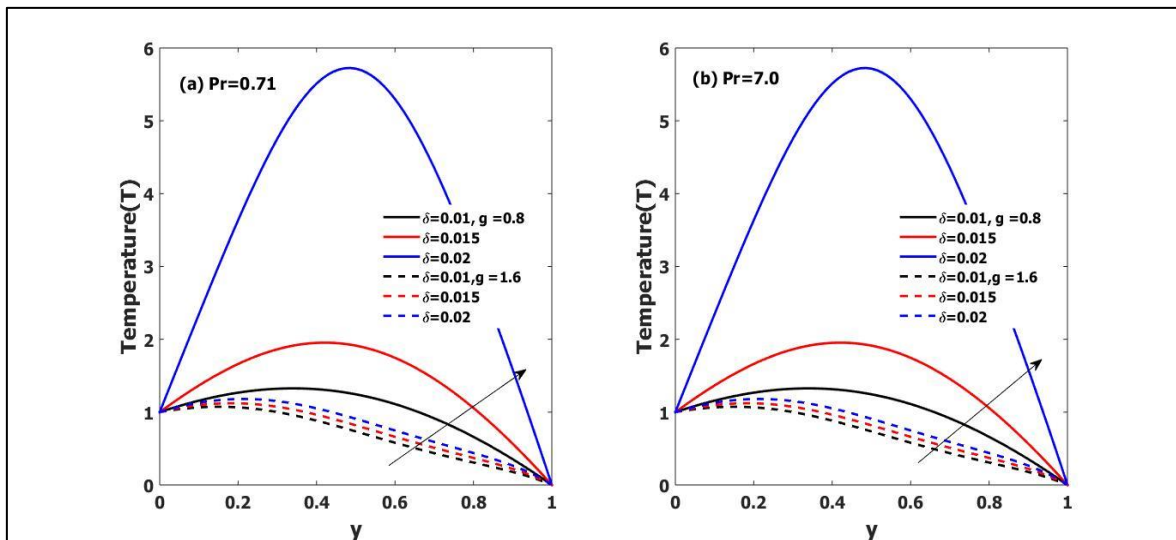 (a) Pr=0.71
6
5
4
3
2
1
0
Temperature(T)
δ=0.01, g =0.8
δ=0.015
δ=0.02
δ=0.01,g =1.6
δ=0.015
δ=0.02
0 0.2 0.4 0.6 0.8 1
y
(b) Pr=7.0
6
5
4
3
2
1
0
Temperature(T)
δ=0.01, g =0.8
δ=0.015
δ=0.02
δ=0.01,g =1.6
δ=0.015
δ=0.02
0 0.2 0.4 0.6 0.8 1
y